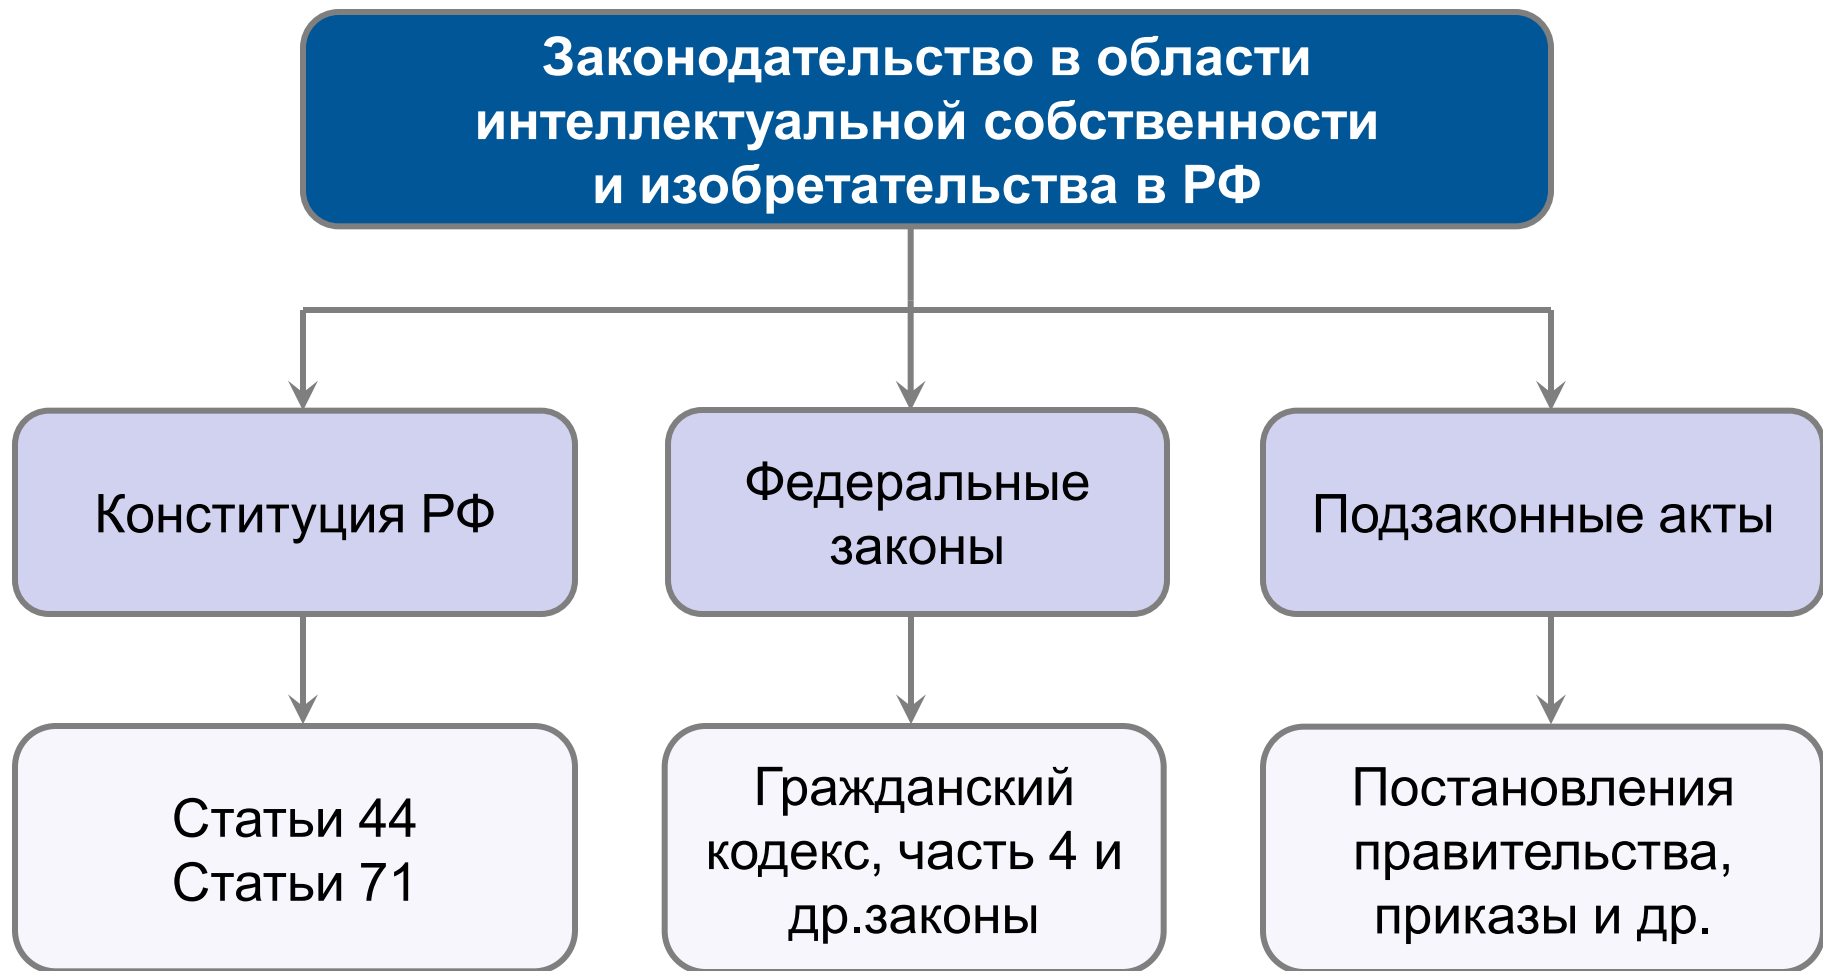 Законодательство в области
интеллектуальной собственности
и изобретательства в РФ
Конституция РФ
Федеральные
законы
Подзаконные акты
Статьи 44
Статьи 71
Гражданский
кодекс, часть 4 и
др.законы
Постановления
правительства,
приказы и др.